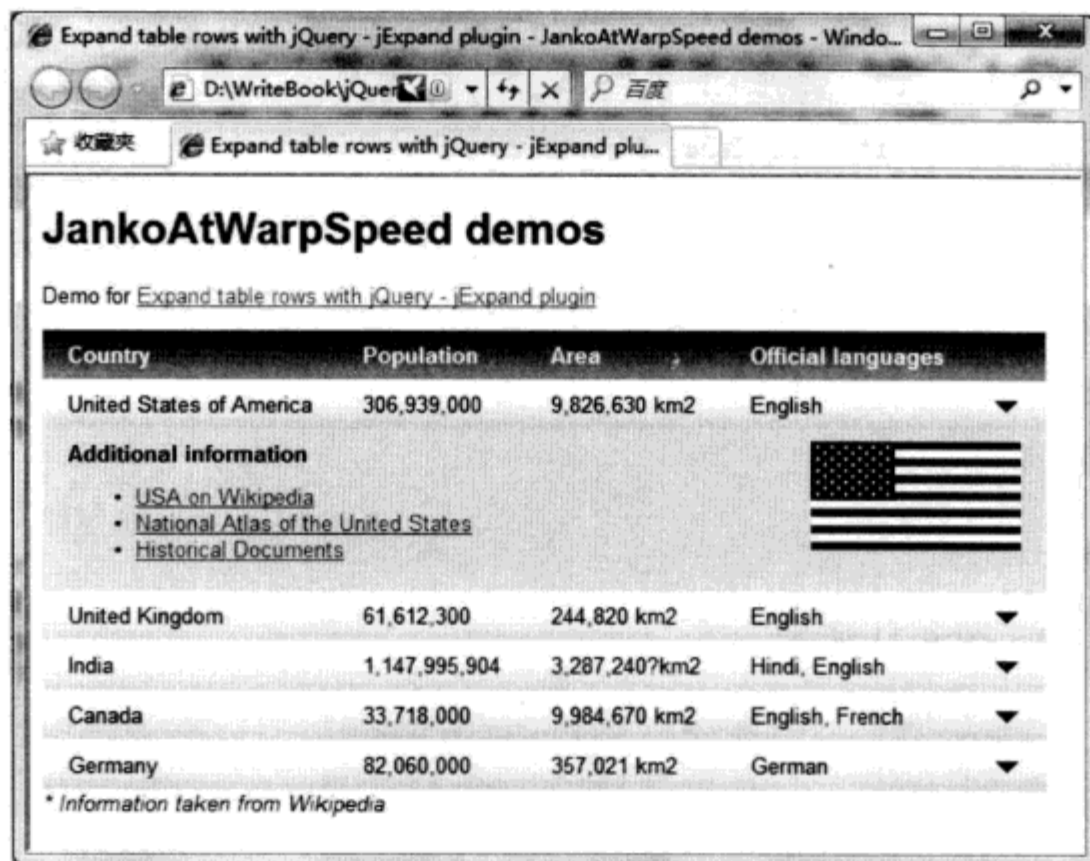 Expand table rows with jQuery - jExpand plugin - JankoAtWarpSpeed demos - Windo...
D:\WriteBook\jQuer 百度
收藏夹 Expand table rows with jQuery - jExpand plu...
JankoAtWarpSpeed demos
Demo for Expand table rows with jQuery - jExpand plugin
Country Population Area Official languages
United States of America 306,939,000 9,826,630 km2 English
Additional information
• USA on Wikipedia
• National Atlas of the United States
• Historical Documents
United Kingdom 61,612,300 244,820 km2 English
India 1,147,995,904 3,287,240?km2 Hindi, English
Canada 33,718,000 9,984,670 km2 English, French
Germany 82,060,000 357,021 km2 German
* Information taken from Wikipedia